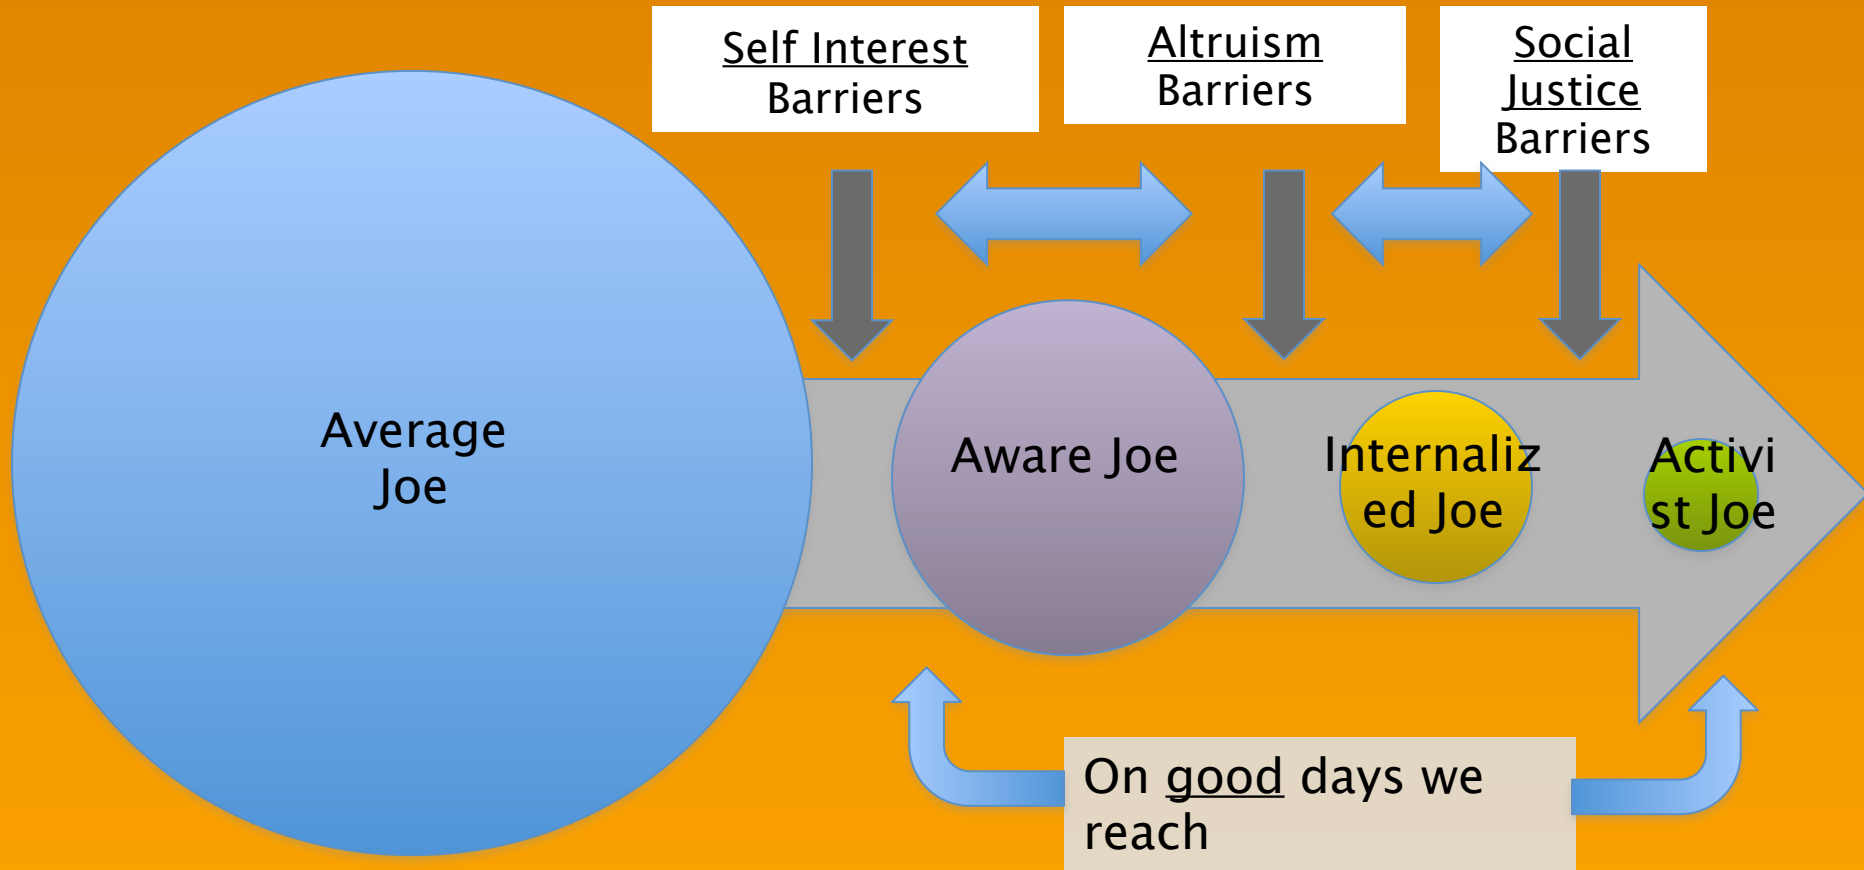 Self Interest
Barriers
Altruism
Barriers
Social
Justice
Barriers
Average
Joe
Aware Joe
Internaliz
ed Joe
Activi
st Joe
On good days we
reach